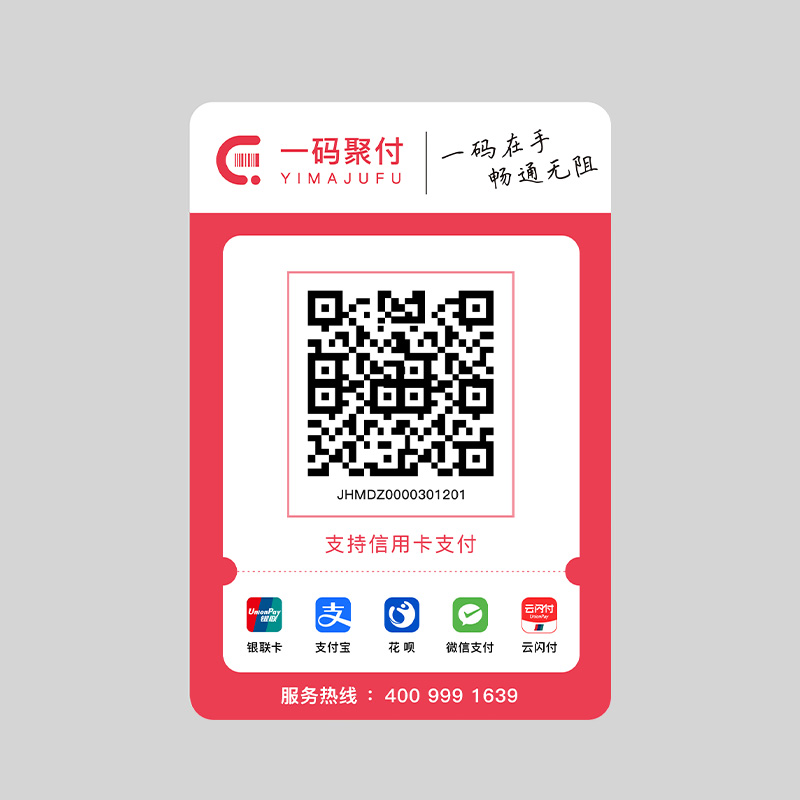 一码聚付
YIMAJUFU
一码在手
畅通无阻
JHMDZ0000301201
支持信用卡支付
UnionPay
银联
支
云闪付
UnionPay
银联卡 支付宝 花呗 微信支付 云闪付
服务热线：400 999 1639